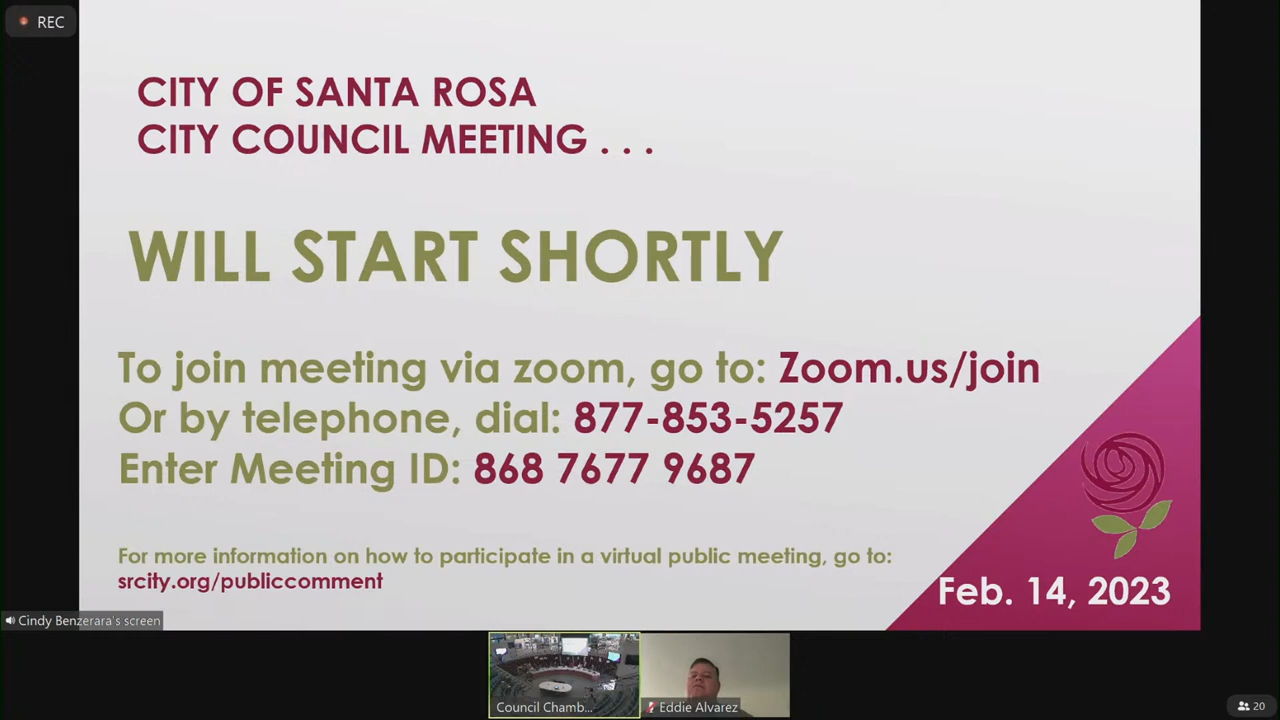 REC
CITY OF SANTA ROSA
CITY COUNCIL MEETING . . .
WILL START SHORTLY
To join meeting via zoom, go to: Zoom.us/join
Or by telephone, dial: 877-853-5257
Enter Meeting ID: 868 7677 9687
For more information on how to participate in a virtual public meeting, go to:
srcity.org/publiccomment
Feb. 14, 2023
Cindy Benzerara's screen
Council Chamb...
Eddie Alvarez
20